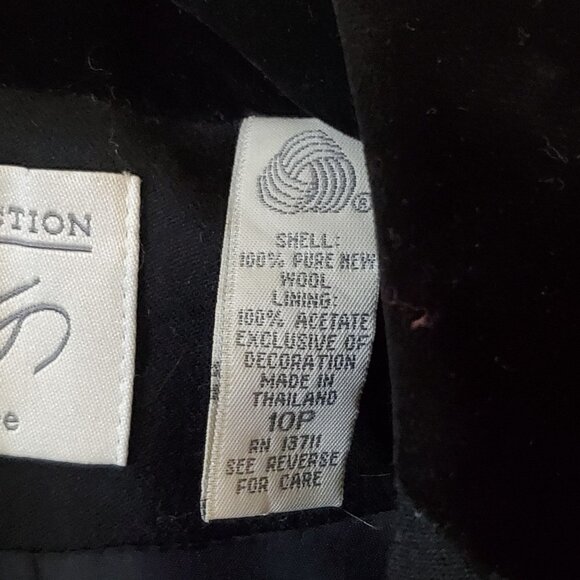 STION
e
®
SHELL:
100% PURE NEW
WOOL
LINING:
100% ACETATE
EXCLUSIVE OF
DECORATION
MADE IN
THAILAND
10P
RN 13711
SEE REVERSE
FOR CARE